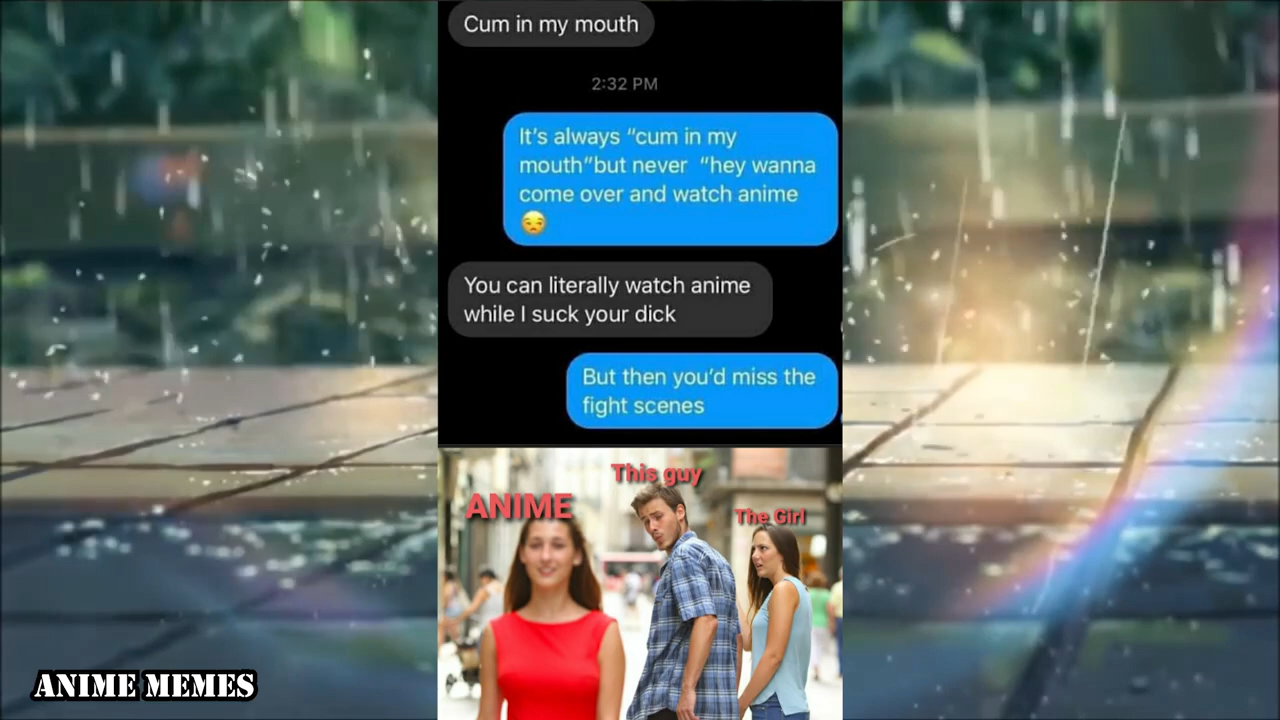 Cum in my mouth
2:32 PM
It's always “cum in my
mouth”but never “hey wanna
come over and watch anime
😒
You can literally watch anime
while I suck your dick
But then you'd miss the
fight scenes
This guy
ANIME
The Girl
ANIME MEMES